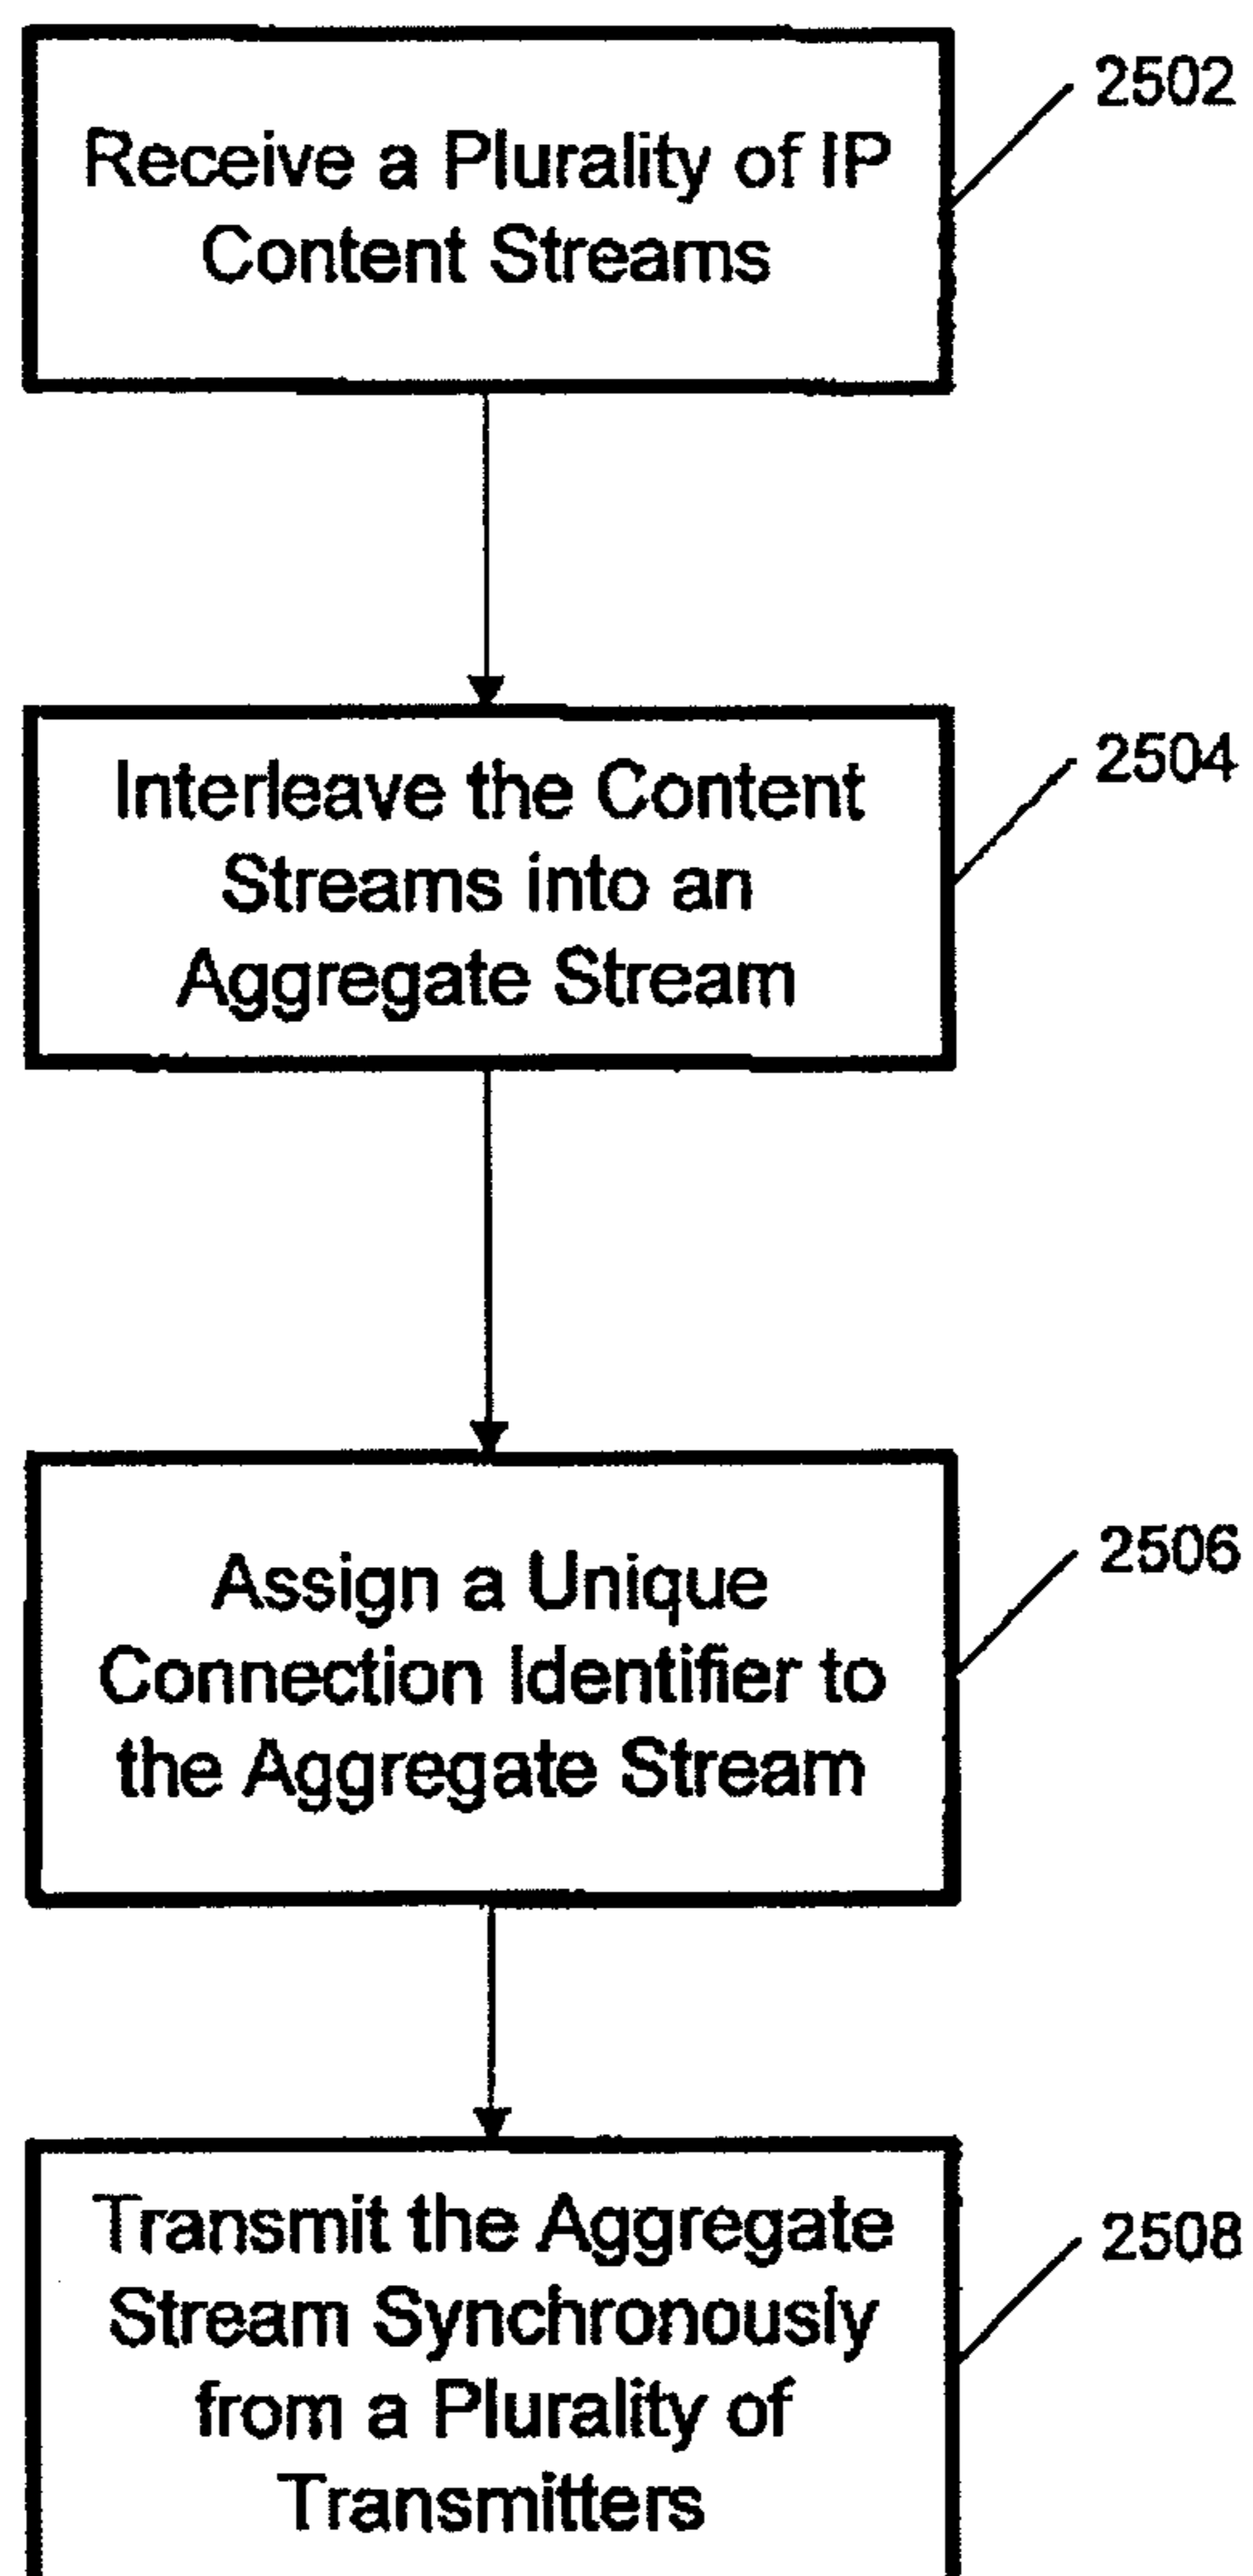 2502
Receive a Plurality of IP
Content Streams
2504
Interleave the Content
Streams into an
Aggregate Stream
2506
Assign a Unique
Connection Identifier to
the Aggregate Stream
2508
Transmit the Aggregate
Stream Synchronously
from a Plurality of
Transmitters